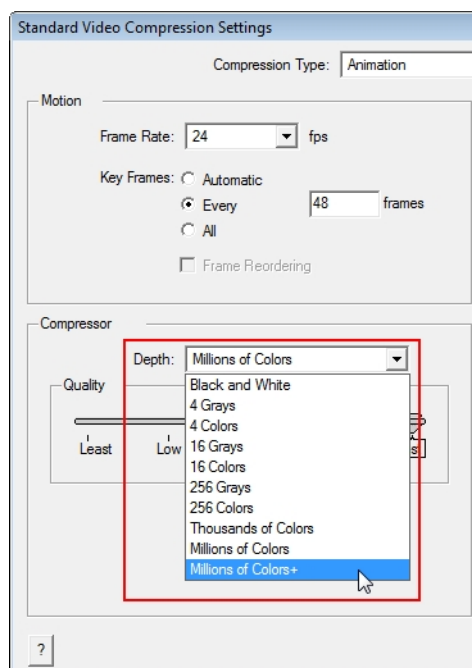 Standard Video Compression Settings
Compression Type: Animation
Motion
Frame Rate: 24 fps
Key Frames: Automatic
Every 48 frames
All
Frame Reordering
Compressor
Depth: Millions of Colors
Quality
Black and White
4 Grays
4 Colors
Least Low
16 Grays
16 Colors
256 Grays
256 Colors
Thousands of Colors
Millions of Colors
Millions of Colors+
?